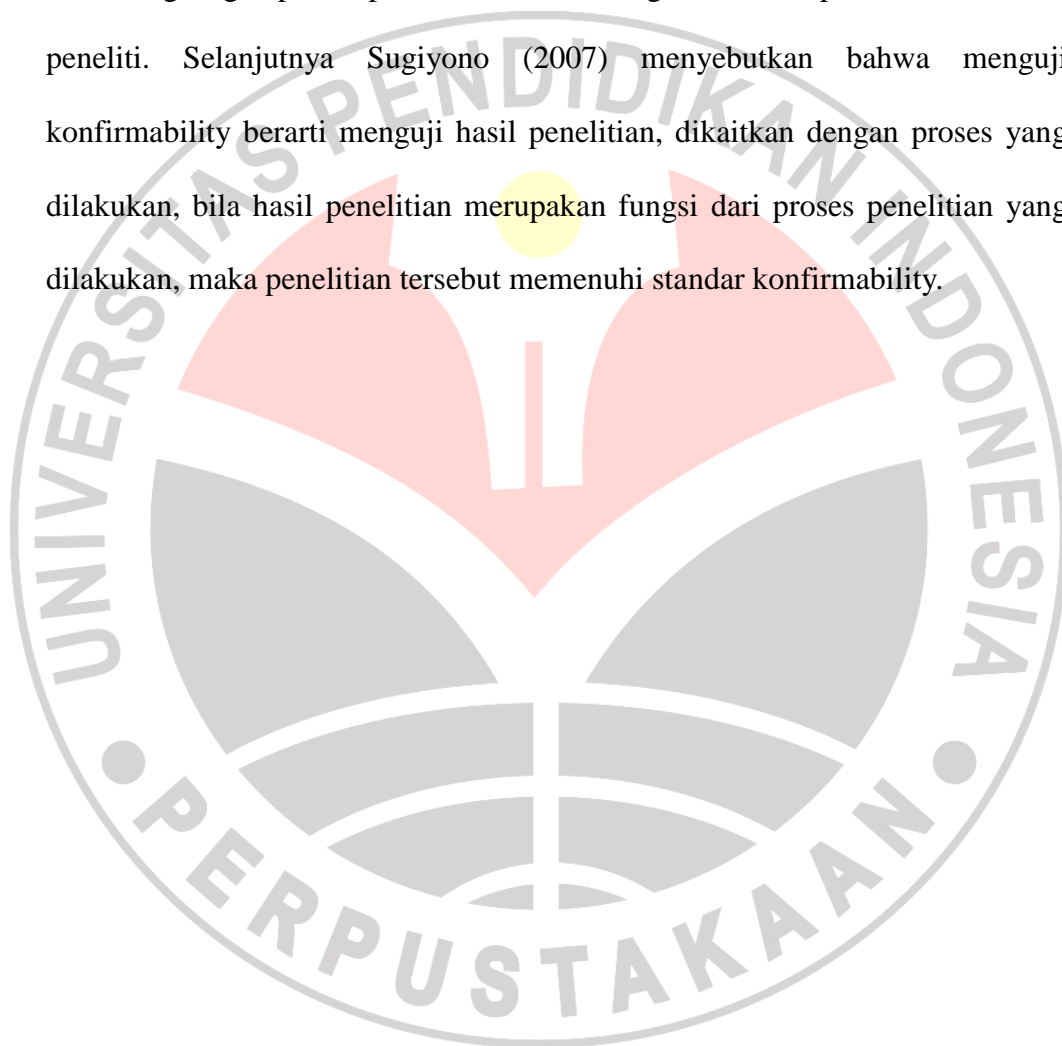 peneliti. Selanjutnya Sugiyono (2007) menyebutkan bahwa menguji
konfirmability berarti menguji hasil penelitian, dikaitkan dengan proses yang
dilakukan, bila hasil penelitian merupakan fungsi dari proses penelitian yang
dilakukan, maka penelitian tersebut memenuhi standar konfirmability.
UNIVERSITAS PENDIDIKAN INDONESIA
PERPUSTAKAAN